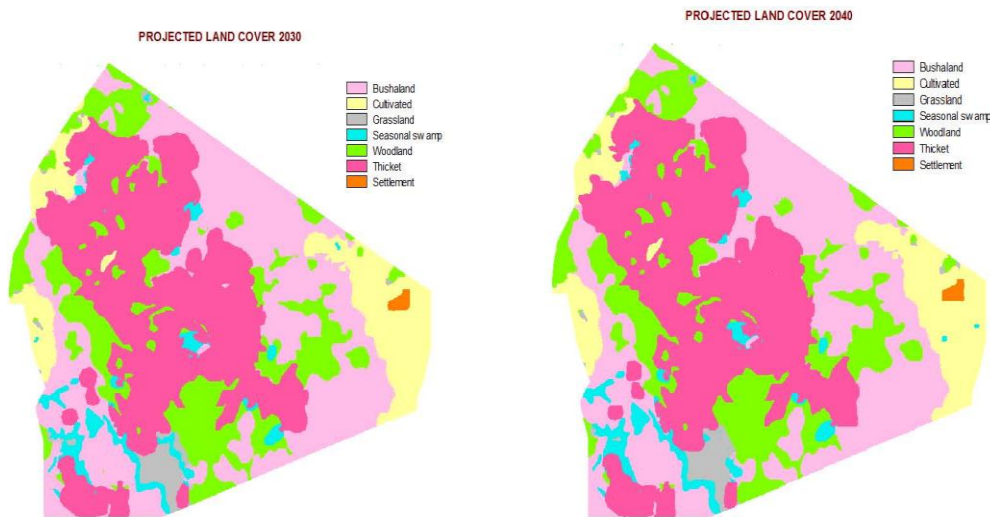 PROJECTED LAND COVER 2030
Bushaland
Cultivated
Grassland
Seasonal swamp
Woodland
Thicket
Settlement
PROJECTED LAND COVER 2040
Bushaland
Cultivated
Grassland
Seasonal swamp
Woodland
Thicket
Settlement